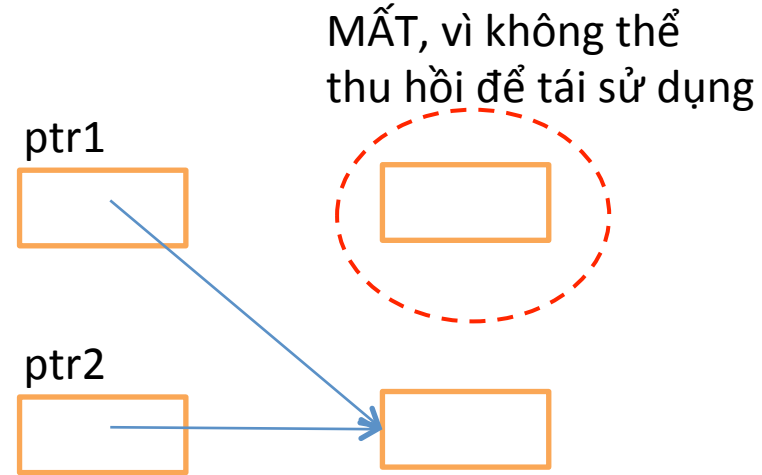 MẤT, vì không thể
thu hồi để tái sử dụng
ptr1
ptr2